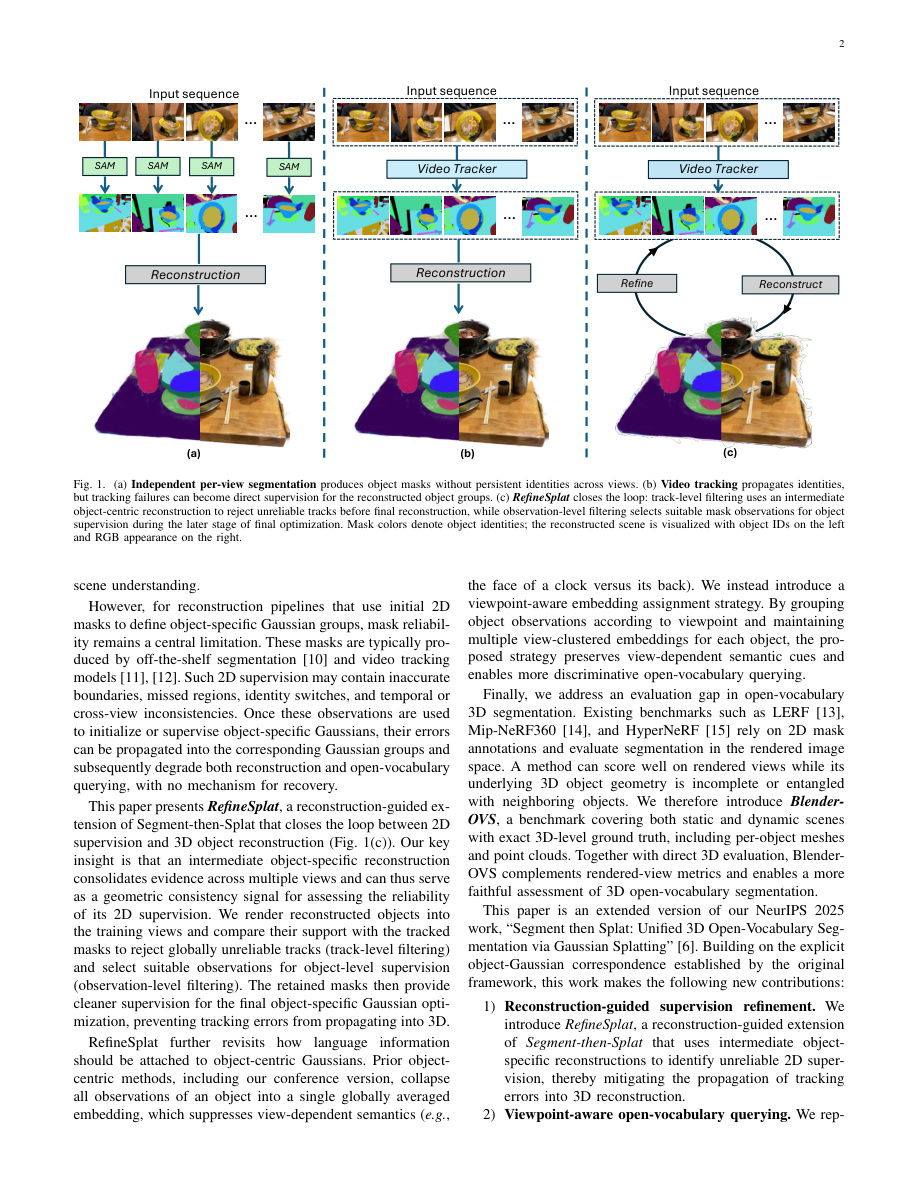 2
Input sequence
SAM
SAM
SAM
...
SAM
...
Reconstruction
(a)
Input sequence
...
Video Tracker
...
Reconstruction
(b)
Input sequence
...
Video Tracker
...
Refine
Reconstruct
(c)
Fig. 1. (a) Independent per-view segmentation produces object masks without persistent identities across views. (b) Video tracking propagates identities,
but tracking failures can become direct supervision for the reconstructed object groups. (c) RefineSplat closes the loop: track-level filtering uses an intermediate
object-centric reconstruction to reject unreliable tracks before final reconstruction, while observation-level filtering selects suitable mask observations for object
supervision during the later stage of final optimization. Mask colors denote object identities; the reconstructed scene is visualized with object IDs on the left
and RGB appearance on the right.
scene understanding.
However, for reconstruction pipelines that use initial 2D
masks to define object-specific Gaussian groups, mask reliabil-
ity remains a central limitation. These masks are typically pro-
duced by off-the-shelf segmentation [10] and video tracking
models [11], [12]. Such 2D supervision may contain inaccurate
boundaries, missed regions, identity switches, and temporal or
cross-view inconsistencies. Once these observations are used
to initialize or supervise object-specific Gaussians, their errors
can be propagated into the corresponding Gaussian groups and
subsequently degrade both reconstruction and open-vocabulary
querying, with no mechanism for recovery.
This paper presents RefineSplat, a reconstruction-guided ex-
tension of Segment-then-Splat that closes the loop between 2D
supervision and 3D object reconstruction (Fig. 1(c)). Our key
insight is that an intermediate object-specific reconstruction
consolidates evidence across multiple views and can thus serve
as a geometric consistency signal for assessing the reliability
of its 2D supervision. We render reconstructed objects into
the training views and compare their support with the tracked
masks to reject globally unreliable tracks (track-level filtering)
and select suitable observations for object-level supervision
(observation-level filtering). The retained masks then provide
cleaner supervision for the final object-specific Gaussian opti-
mization, preventing tracking errors from propagating into 3D.
RefineSplat further revisits how language information
should be attached to object-centric Gaussians. Prior object-
centric methods, including our conference version, collapse
all observations of an object into a single globally averaged
embedding, which suppresses view-dependent semantics (e.g.,
the face of a clock versus its back). We instead introduce a
viewpoint-aware embedding assignment strategy. By grouping
object observations according to viewpoint and maintaining
multiple view-clustered embeddings for each object, the pro-
posed strategy preserves view-dependent semantic cues and
enables more discriminative open-vocabulary querying.
Finally, we address an evaluation gap in open-vocabulary
3D segmentation. Existing benchmarks such as LERF [13],
Mip-NeRF360 [14], and HyperNeRF [15] rely on 2D mask
annotations and evaluate segmentation in the rendered image
space. A method can score well on rendered views while its
underlying 3D object geometry is incomplete or entangled
with neighboring objects. We therefore introduce Blender-
OVS, a benchmark covering both static and dynamic scenes
with exact 3D-level ground truth, including per-object meshes
and point clouds. Together with direct 3D evaluation, Blender-
OVS complements rendered-view metrics and enables a more
faithful assessment of 3D open-vocabulary segmentation.
This paper is an extended version of our NeurIPS 2025
work, “Segment then Splat: Unified 3D Open-Vocabulary Seg-
mentation via Gaussian Splatting” [6]. Building on the explicit
object-Gaussian correspondence established by the original
framework, this work makes the following new contributions:
1) Reconstruction-guided supervision refinement. We
introduce RefineSplat, a reconstruction-guided extension
of Segment-then-Splat that uses intermediate object-
specific reconstructions to identify unreliable 2D super-
vision, thereby mitigating the propagation of tracking
errors into 3D reconstruction.
2) Viewpoint-aware open-vocabulary querying. We rep-